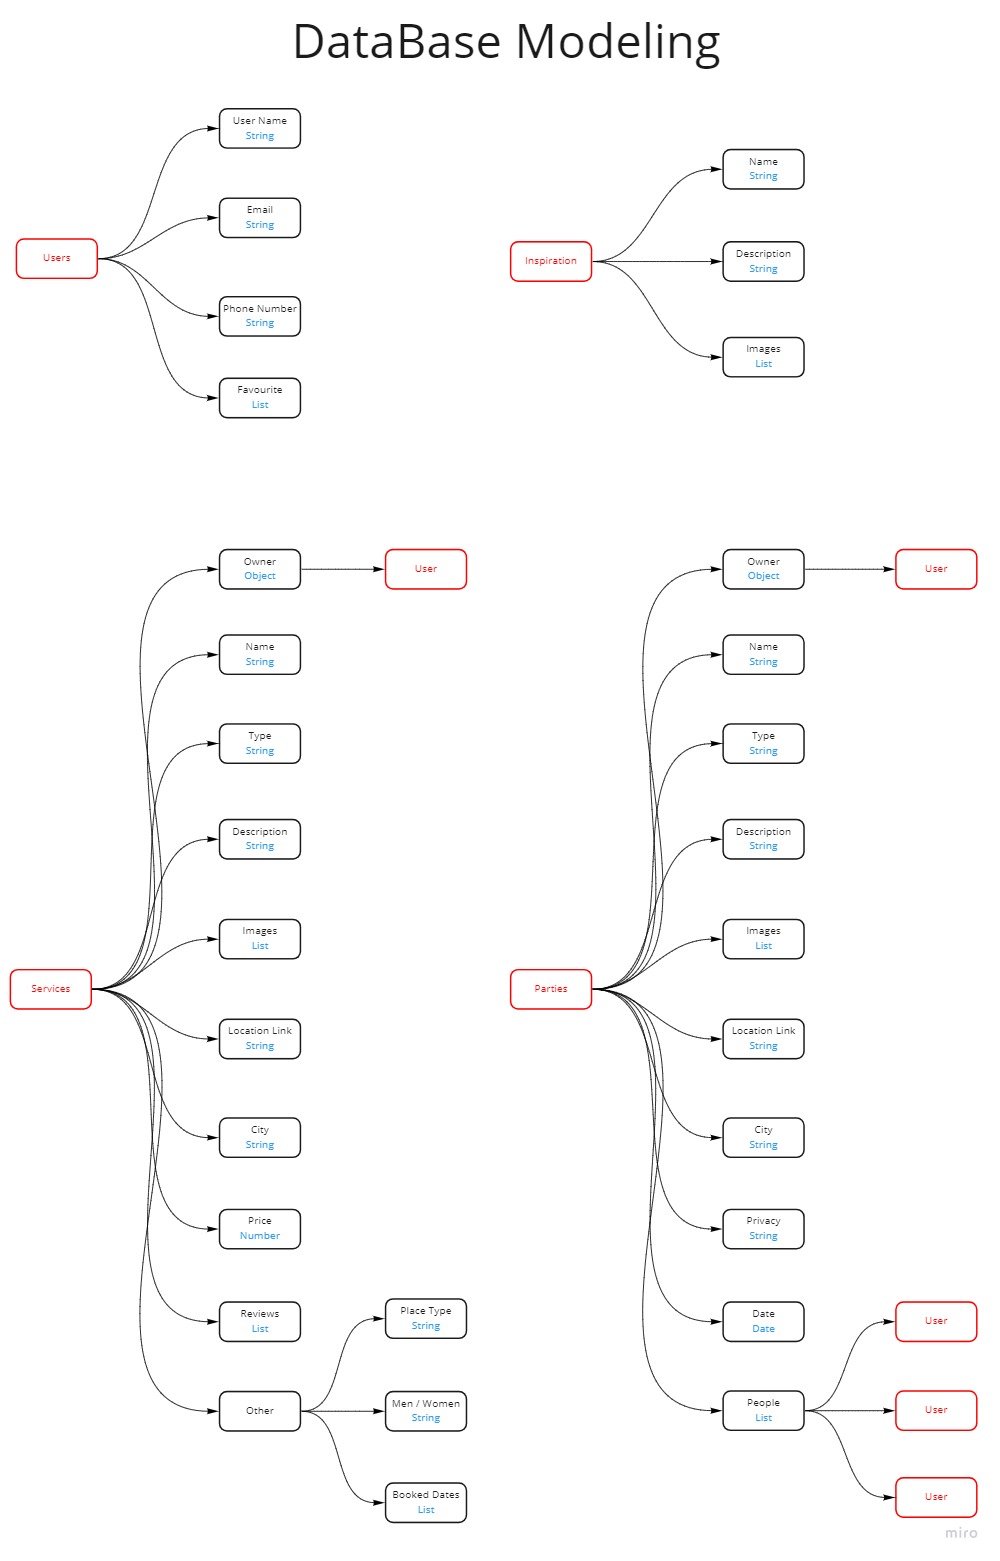 DataBase Modeling
Users
User Name
String
Email
String
Phone Number
String
Favourite
List
Inspiration
Name
String
Description
String
Images
List
Services
Owner
Object
User
Name
String
Type
String
Description
String
Images
List
Location Link
String
City
String
Price
Number
Reviews
List
Other
Place Type
String
Men / Women
String
Booked Dates
List
Parties
Owner
Object
User
Name
String
Type
String
Description
String
Images
List
Location Link
String
City
String
Privacy
String
Date
Date
People
List
User
User
User
miro